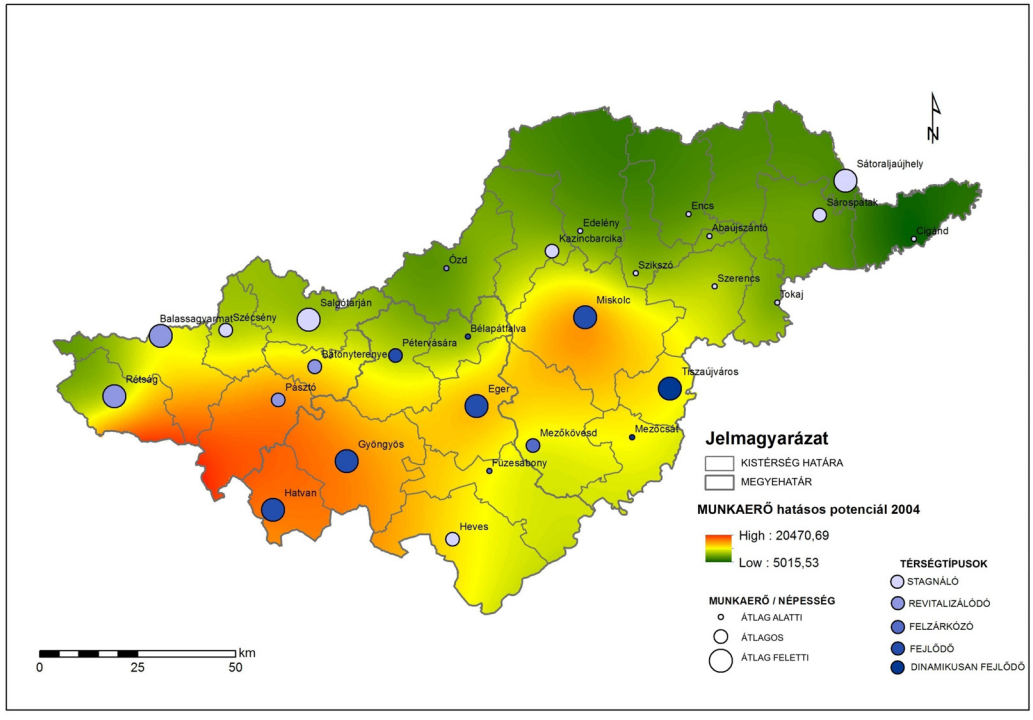 N
Sátoraljaújhely
Sárospatak
Cigánd
Encs
Abaújszántó
Edelény
Kazincbarcika
Ózd
Szikszó
Szerencs
Tokaj
Miskolc
Salgótarján
Balassagyarmat
Szécsény
Bélapátfalva
Pétervására
Bátonyterenye
Rétság
Pásztó
Tiszaújváros
Eger
Mezőkövesd
Mezőcsát
Gyöngyös
Füzesabony
Hatvan
Heves
Jelmagyarázat
KISTÉRSÉG HATÁRA
MEGYEHATÁR
MUNKAERŐ hatásos potenciál 2004
High : 20470,69
Low : 5015,53
MUNKAERŐ / NÉPESSÉG
ÁTLAG ALATTI
ÁTLAGOS
ÁTLAG FELETTI
TÉRSÉGTÍPUSOK
STAGNÁLÓ
REVITALIZÁLÓDÓ
FELZÁRKÓZÓ
FEJLŐDŐ
DINAMIKUSAN FEJLŐDŐ
km
0 25 50